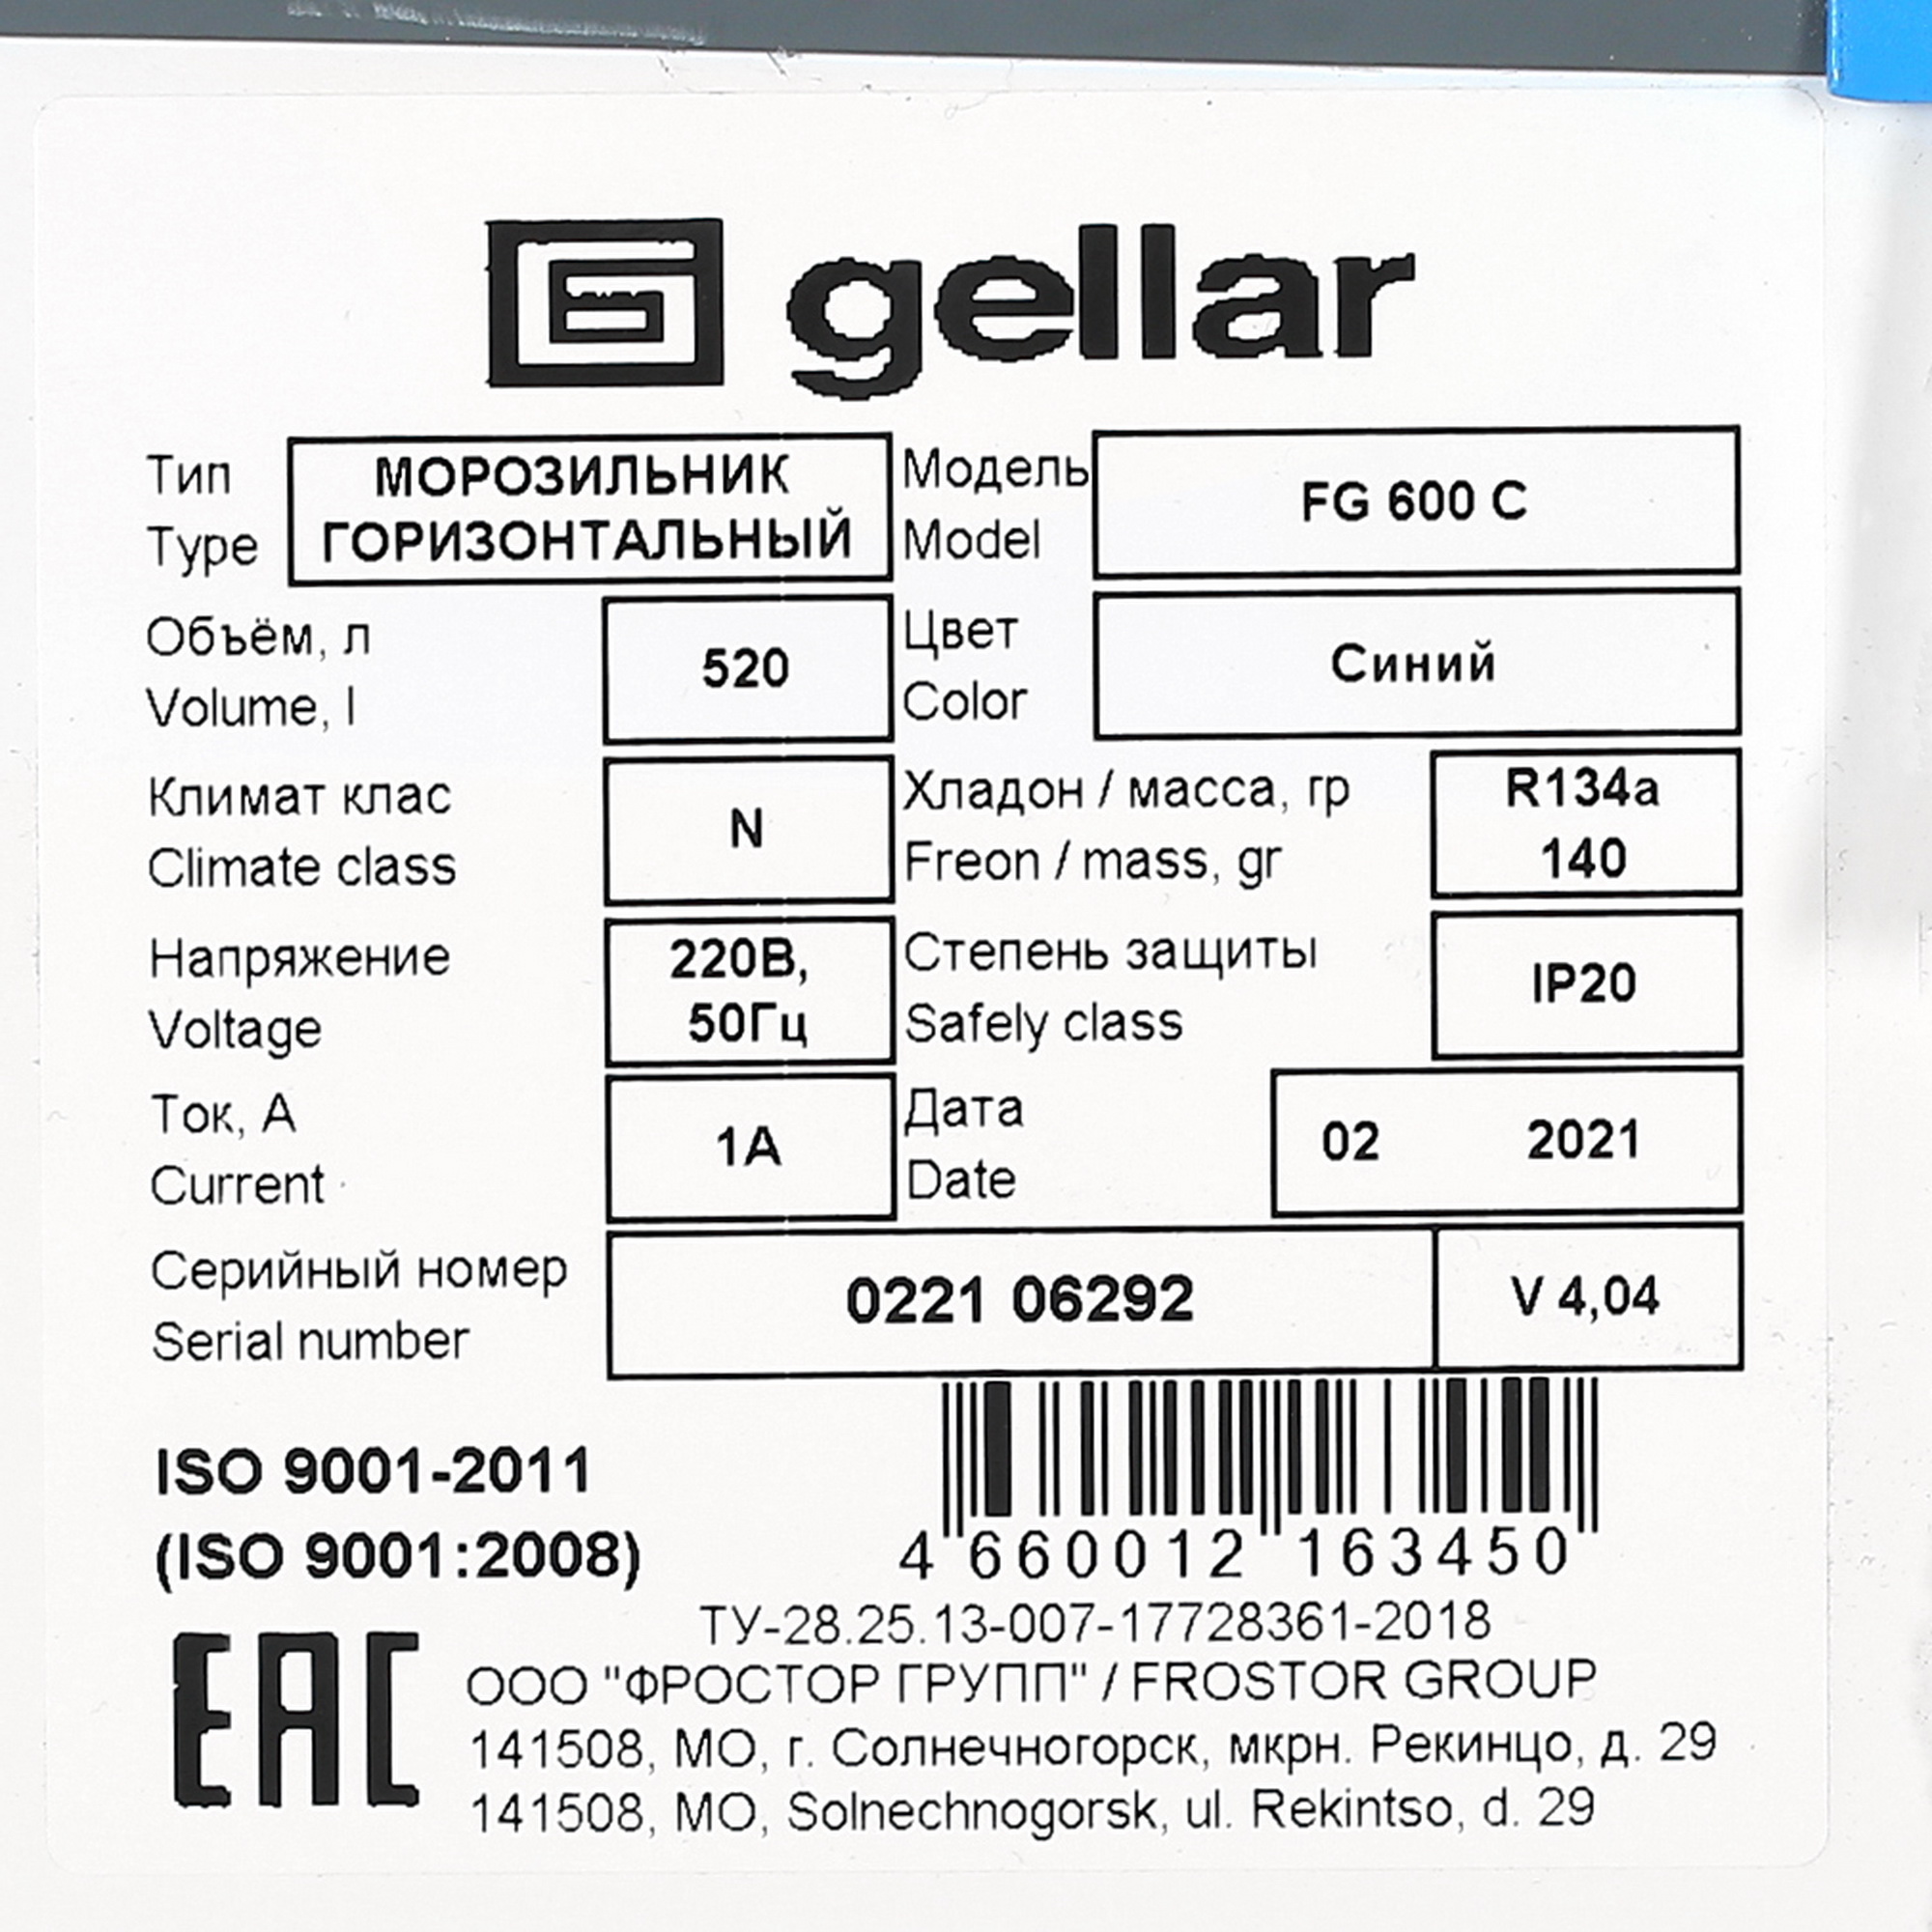 gellar
Тип
Type
МОРОЗИЛЬНИК
ГОРИЗОНТАЛЬНЫЙ
Модель
Model
FG 600 C
Объём, л
Volume, l
520
Цвет
Color
Синий
Климат клас
Climate class
N
Хладон / масса, гр
Freon / mass, gr
R134a
140
Напряжение
Voltage
220В,
50Гц
Степень защиты
Safely class
IP20
Ток, А
Current
1А
Дата
Date
02 2021
Серийный номер
Serial number
0221 06292
V 4,04
ISO 9001-2011
(ISO 9001:2008)
4 660012 163450
ТУ-28.25.13-007-17728361-2018
EAC
ООО "ФРОСТОР ГРУПП" / FROSTOR GROUP
141508, МО, г. Солнечногорск, мкрн. Рекинцо, д. 29
141508, MO, Solnechnogorsk, ul. Rekintso, d. 29